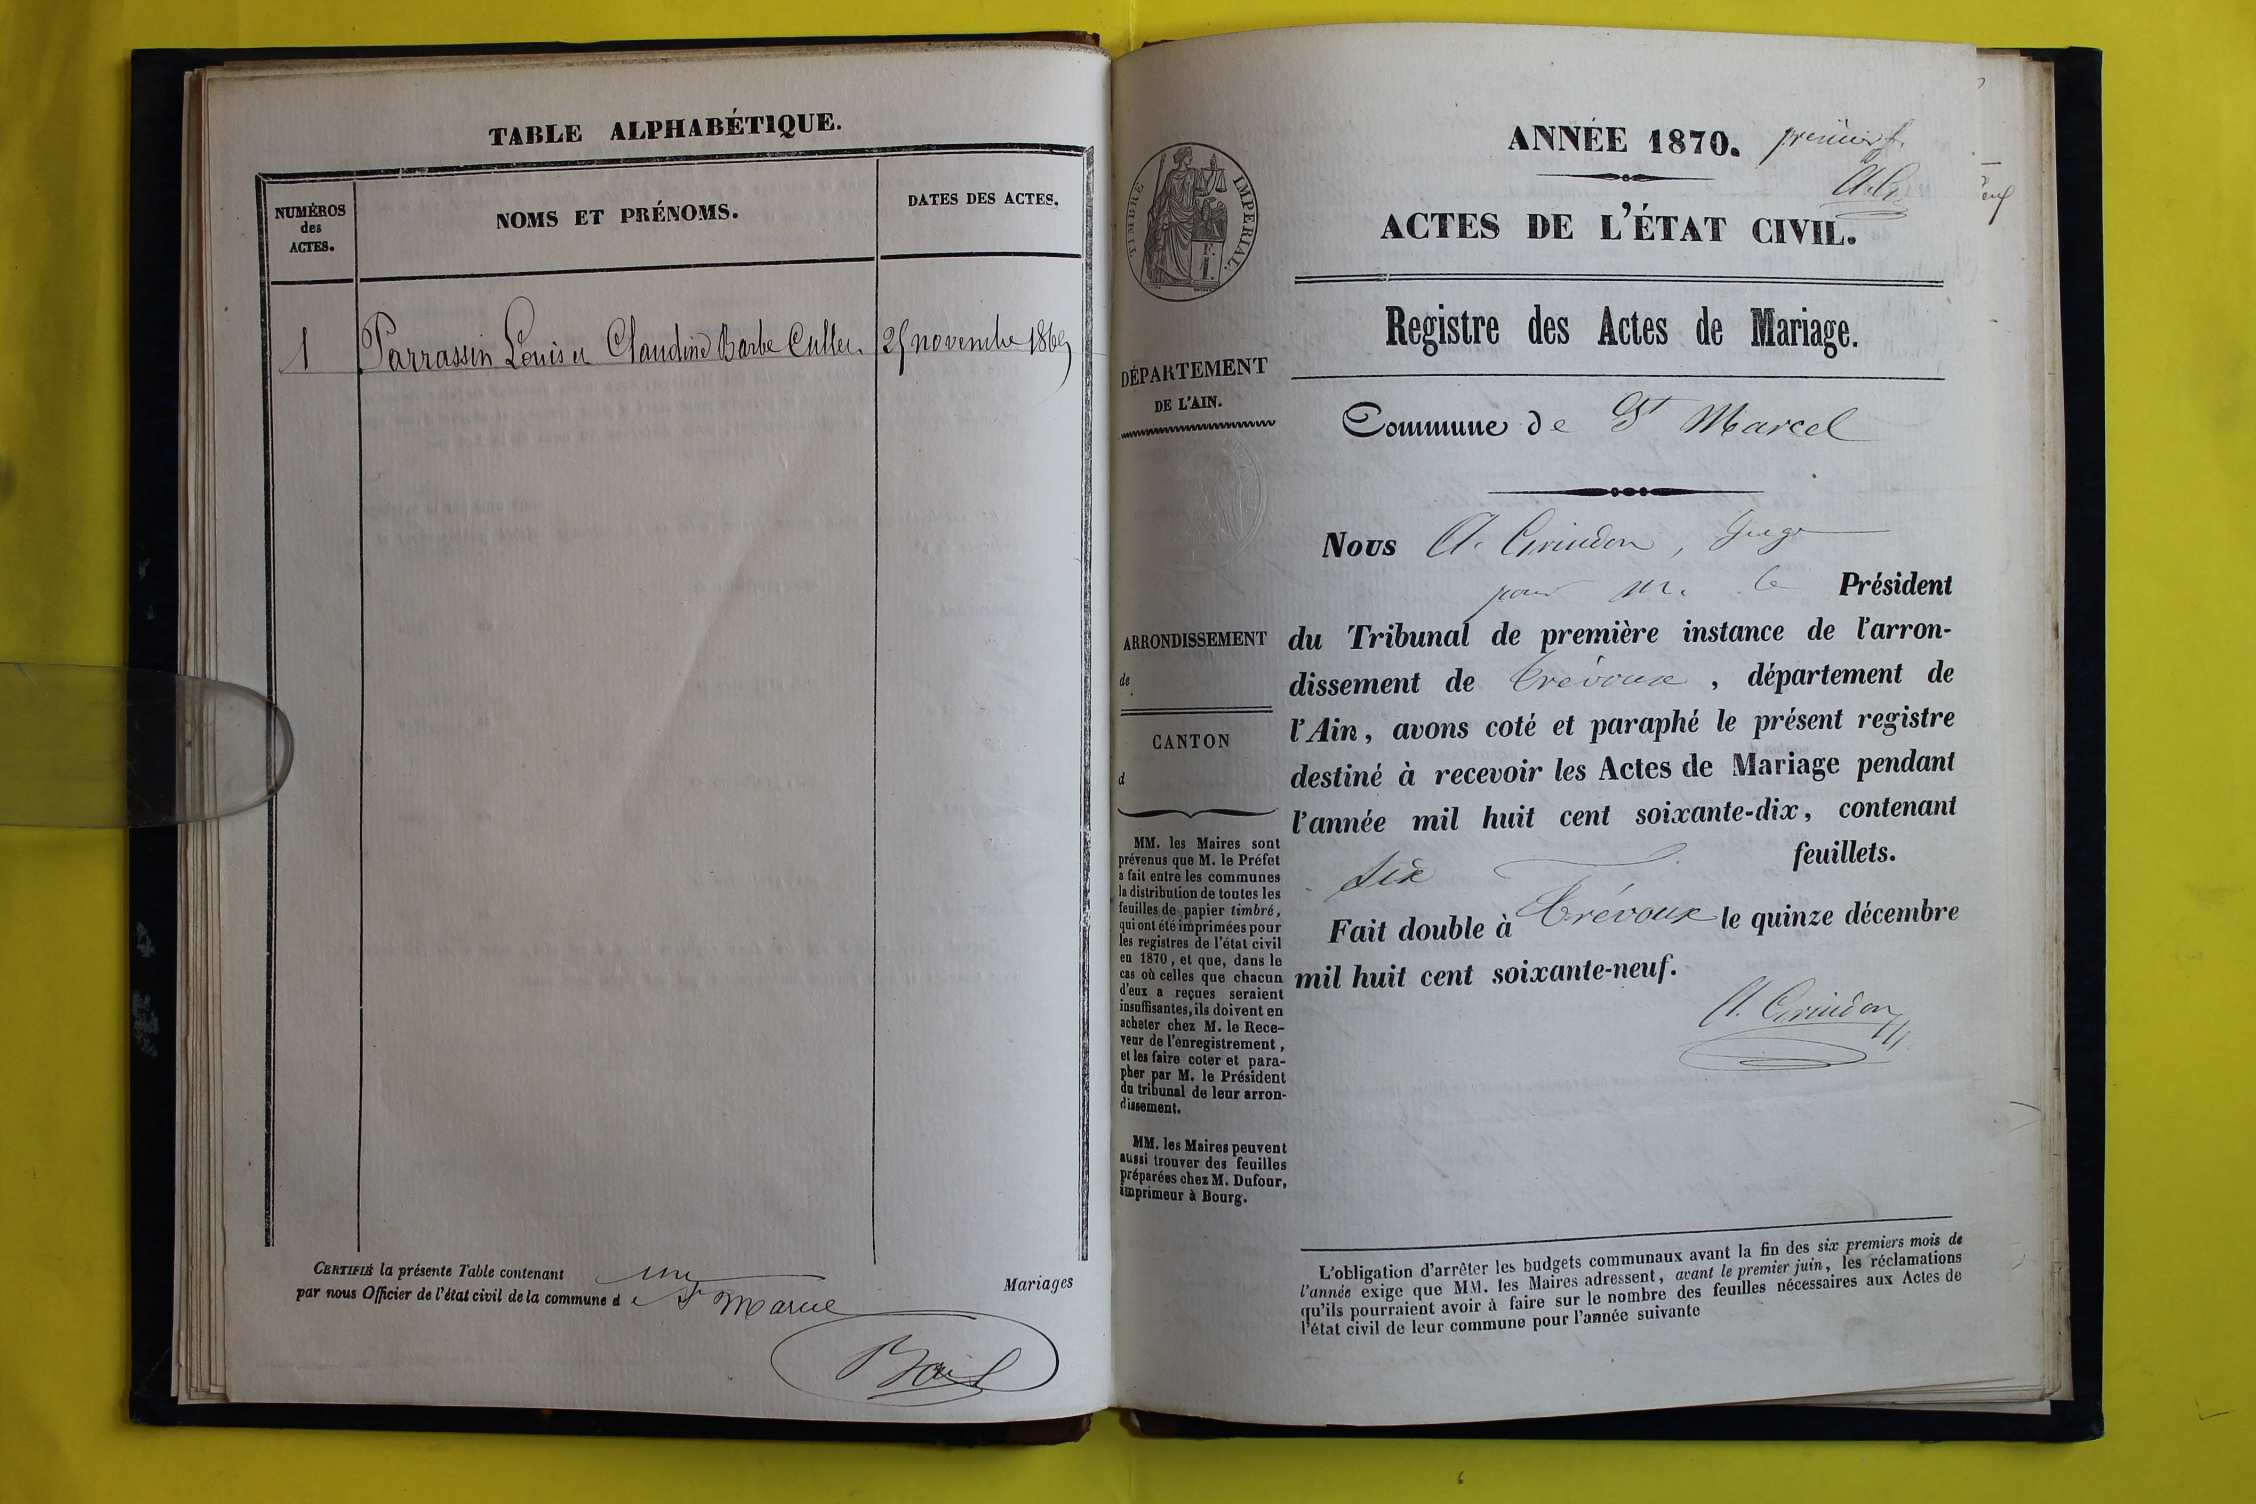 TABLE ALPHABÉTIQUE.
NUMÉROS
des
ACTES.
NOMS ET PRÉNOMS.
DATES DES ACTES.
1 Parrassin Louis et Claudine Barbe Cullet 25 novembre 1869
CERTIFIÉ la présente Table contenant un Mariages
par nous Officier de l'état civil de la commune de St Marcel
ANNÉE 1870. premier f.
A.G.
ACTES DE L'ÉTAT CIVIL.
Registre des Actes de Mariage.
Commune de St Marcel
TIMBRE IMPÉRIAL.
DÉPARTEMENT
DE L'AIN.
ARRONDISSEMENT
de
CANTON
d
MM. les Maires sont
prévenus que M. le Préfet
a fait entre les communes
la distribution de toutes les
feuilles de papier timbré,
qui ont été imprimées pour
les registres de l'état civil
en 1870, et que, dans le
cas où celles que chacun
d'eux a reçues seraient
insuffisantes, ils doivent en
acheter chez M. le Rece-
veur de l'enregistrement,
et les faire coter et para-
pher par M. le Président
du tribunal de leur arron-
dissement.
MM. les Maires peuvent
aussi trouver des feuilles
préparées chez M. Dufour,
imprimeur à Bourg.
Nous A. Grindon, Juge
pour M. le Président
du Tribunal de première instance de l'arron-
dissement de Trévoux, département de
l'Ain, avons coté et paraphé le présent registre
destiné à recevoir les Actes de Mariage pendant
l'année mil huit cent soixante-dix, contenant
six feuillets.
Fait double à Trévoux le quinze décembre
mil huit cent soixante-neuf.
A. Grindon
L'obligation d'arrêter les budgets communaux avant la fin des six premiers mois de
l'année exige que MM. les Maires adressent, avant le premier juin, les réclamations
qu'ils pourraient avoir à faire sur le nombre des feuilles nécessaires aux Actes de
l'état civil de leur commune pour l'année suivante